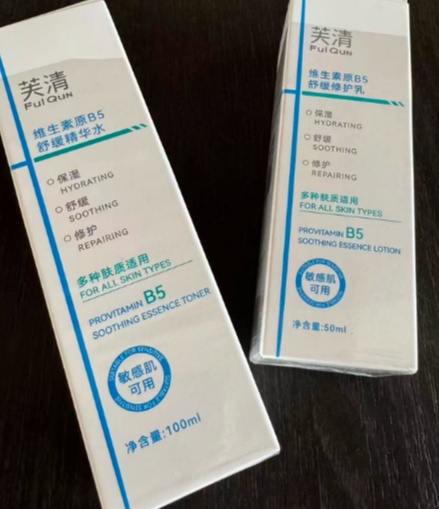 芙清
FulQun
维生素原B5
舒缓精华水
保湿
HYDRATING
舒缓
SOOTHING
修护
REPAIRING
多种肤质适用
FOR ALL SKIN TYPES
PROVITAMIN B5
SOOTHING ESSENCE TONER
敏感肌
可用
净含量:100ml
芙清
FulQun
维生素原B5
舒缓修护乳
保湿
HYDRATING
舒缓
SOOTHING
修护
REPAIRING
多种肤质适用
FOR ALL SKIN TYPES
PROVITAMIN B5
SOOTHING ESSENCE LOTION
敏感肌
可用
净含量:50ml